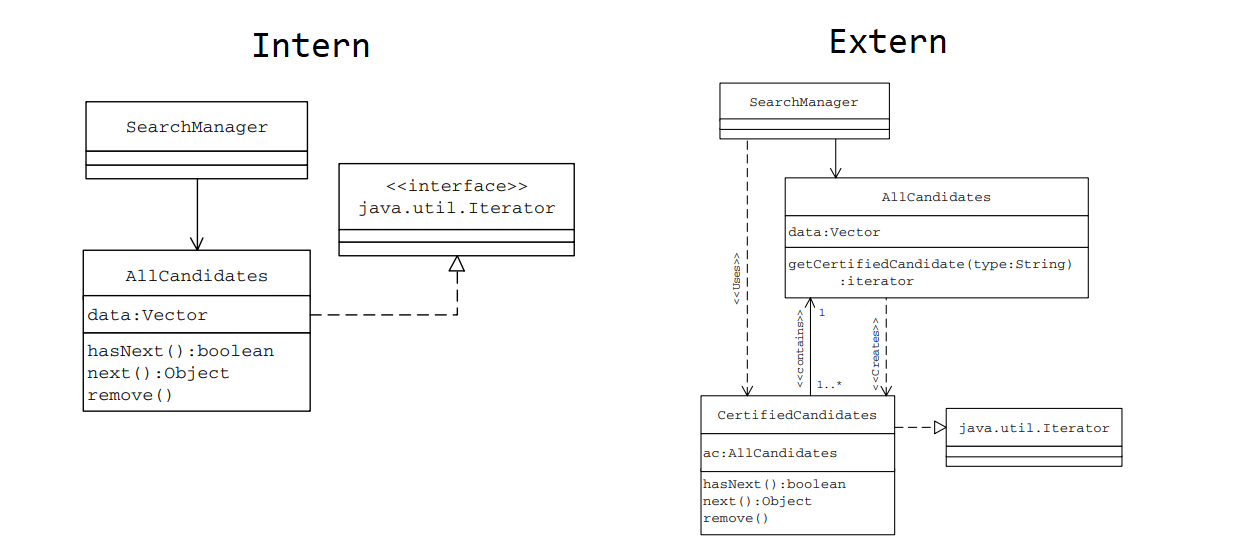 Intern
SearchManager
<<interface>>
java.util.Iterator
AllCandidates
data:Vector
hasNext():boolean
next():Object
remove()
Extern
SearchManager
AllCandidates
data:Vector
getCertifiedCandidate(type:String)
:iterator
<<Uses>>
<<contains>>
1
1..*
<<Creates>>
CertifiedCandidates
ac:AllCandidates
hasNext():boolean
next():Object
remove()
java.util.Iterator